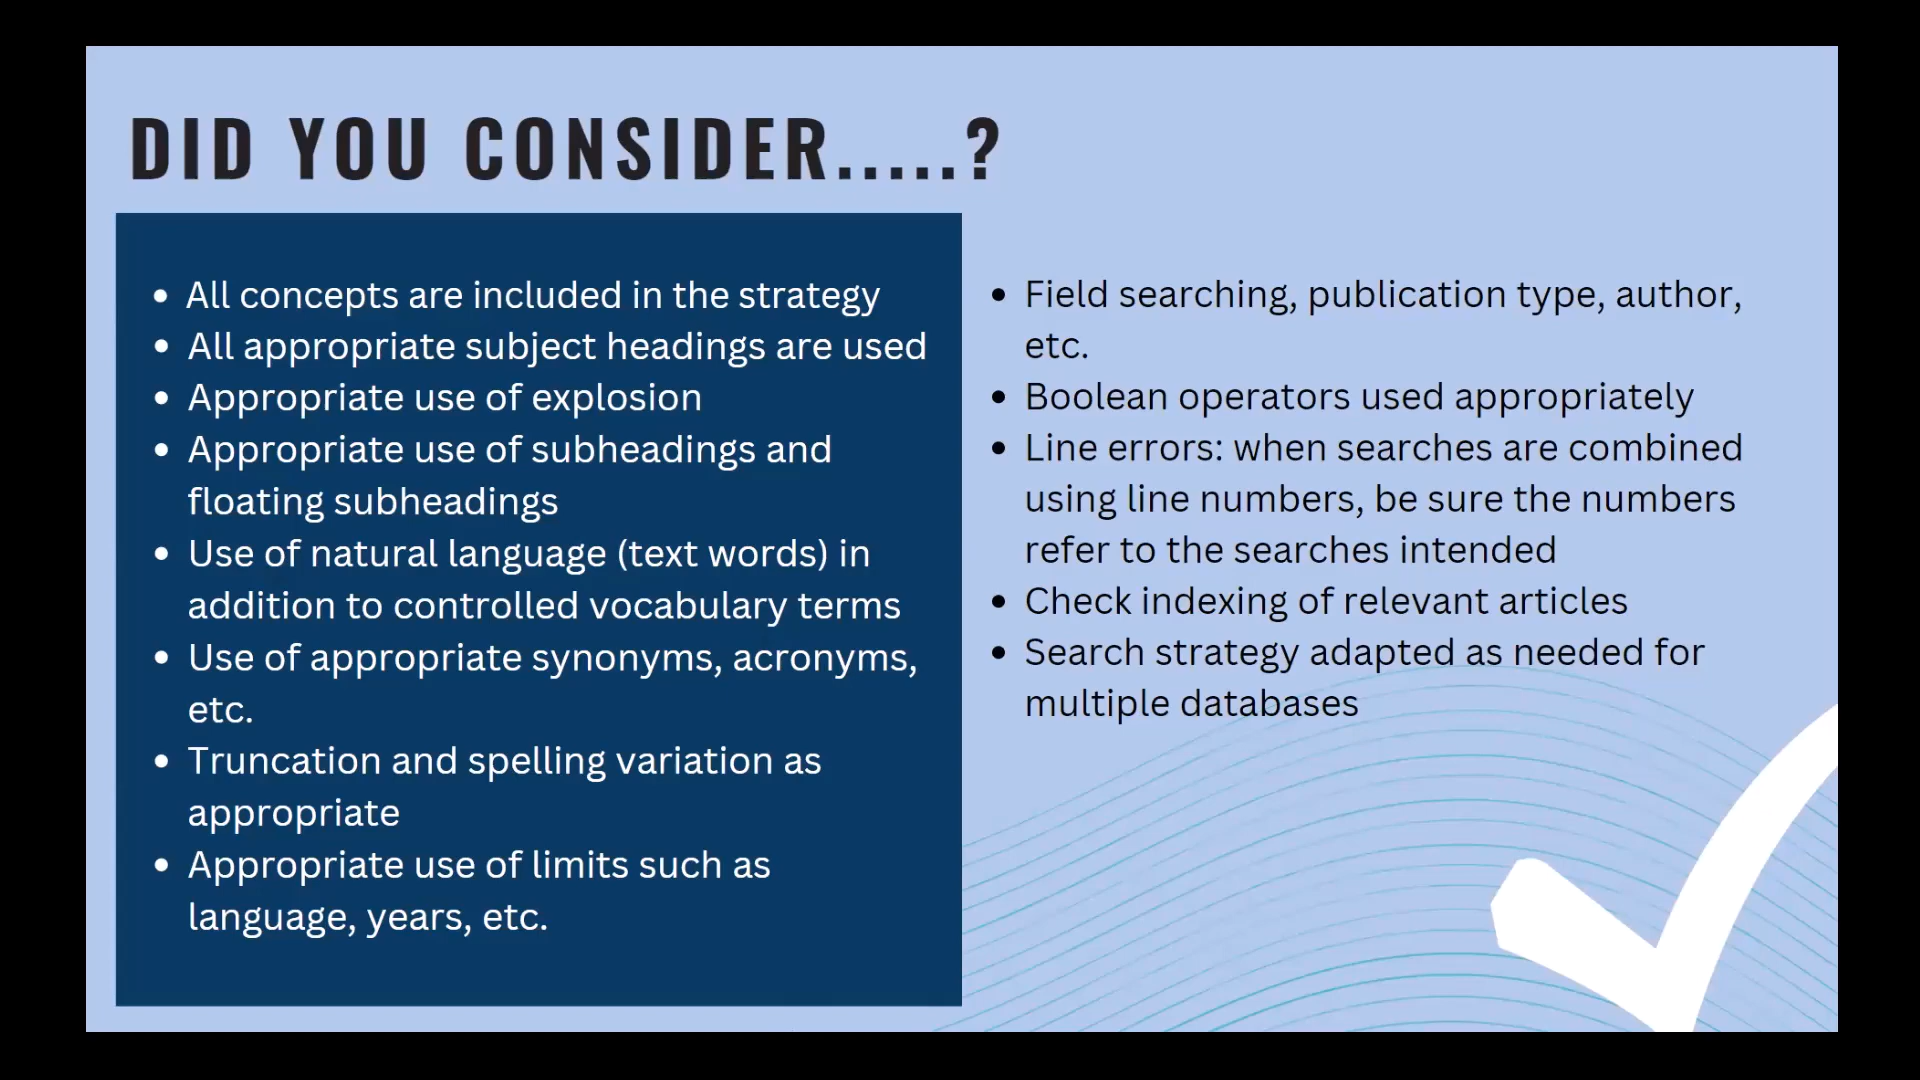 DID YOU CONSIDER.....?
• All concepts are included in the strategy
• All appropriate subject headings are used
• Appropriate use of explosion
• Appropriate use of subheadings and
floating subheadings
• Use of natural language (text words) in
addition to controlled vocabulary terms
• Use of appropriate synonyms, acronyms,
etc.
• Truncation and spelling variation as
appropriate
• Appropriate use of limits such as
language, years, etc.
• Field searching, publication type, author,
etc.
• Boolean operators used appropriately
• Line errors: when searches are combined
using line numbers, be sure the numbers
refer to the searches intended
• Check indexing of relevant articles
• Search strategy adapted as needed for
multiple databases